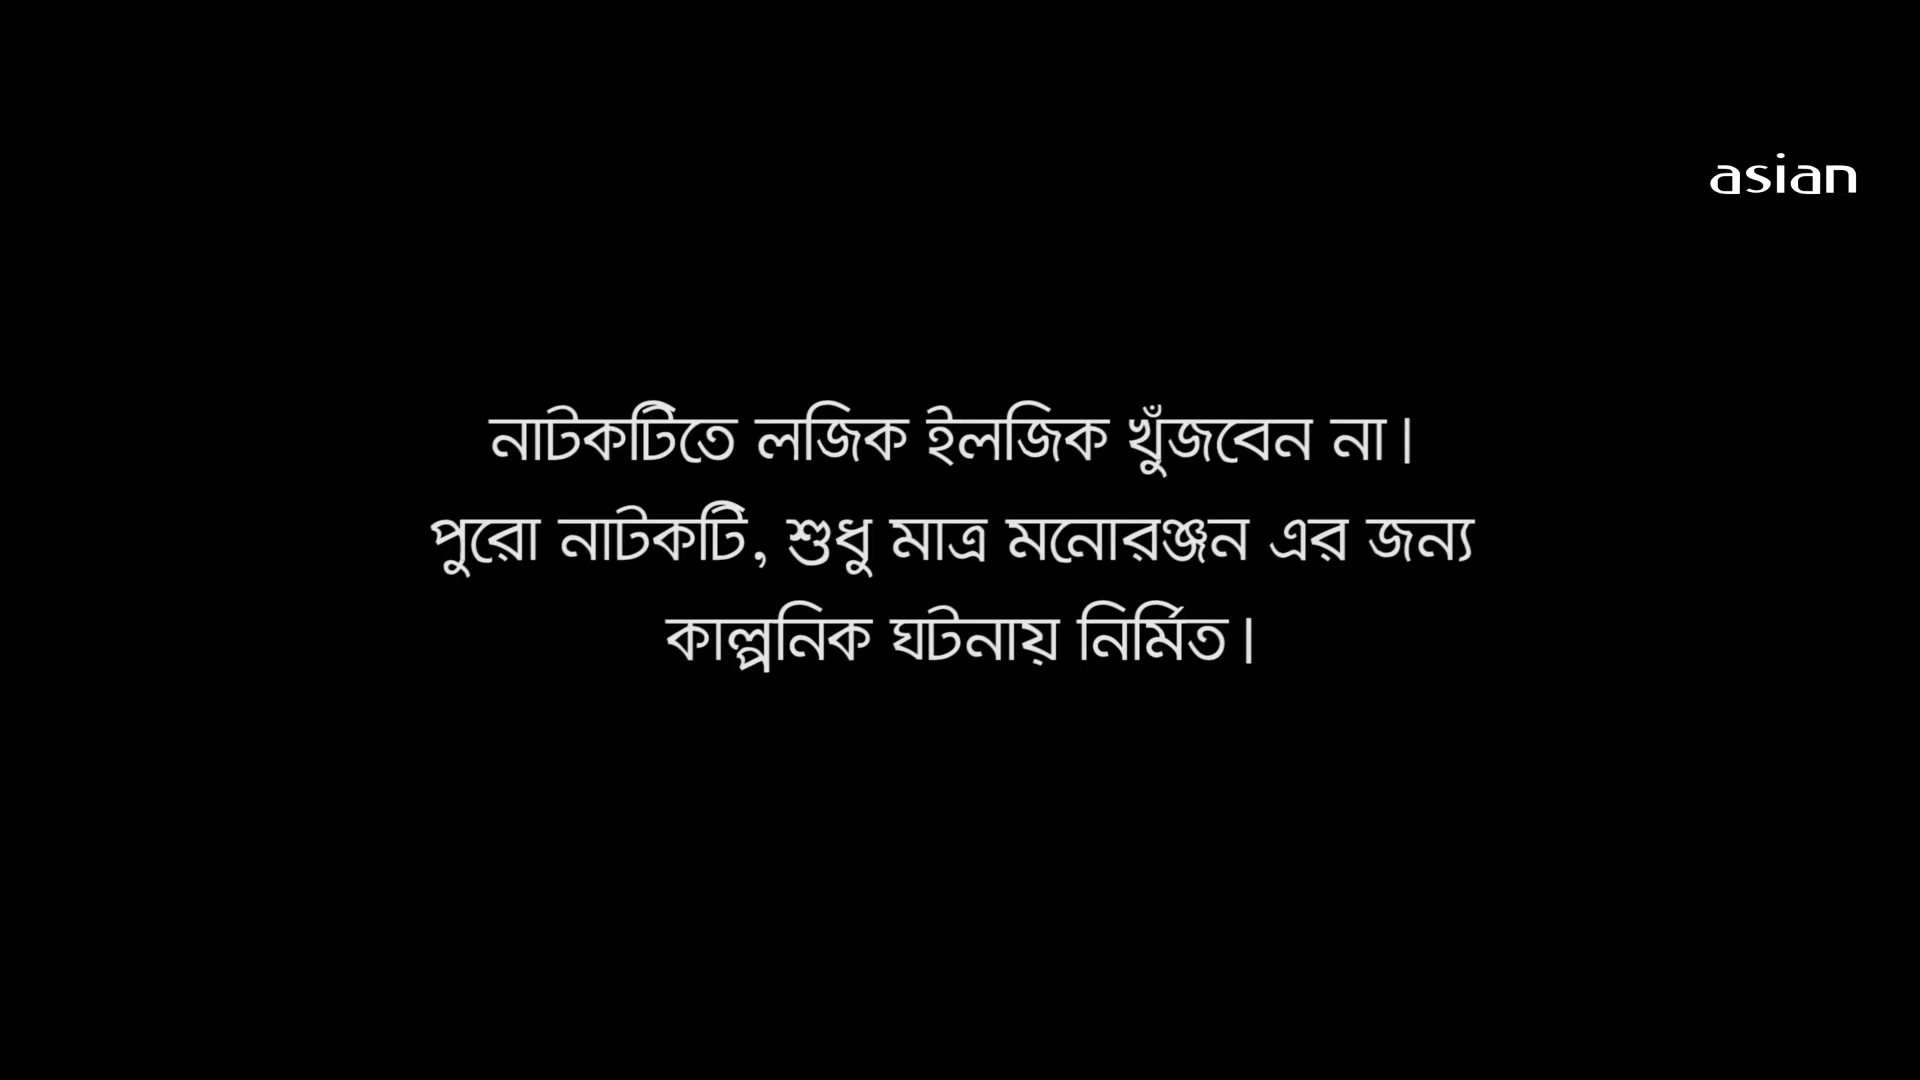 asian
নাটকটিতে লজিক ইলজিক খুঁজবেন না।
পুরো নাটকটি, শুধু মাত্র মনোরঞ্জন এর জন্য
কাল্পনিক ঘটনায় নির্মিত।